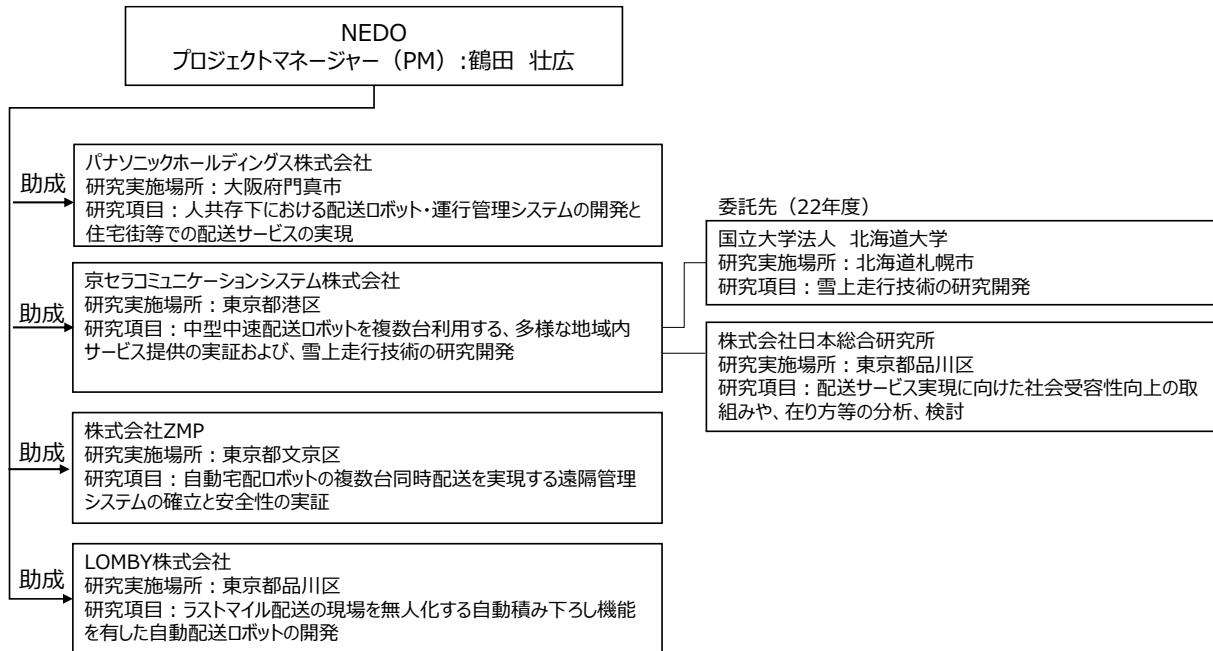 NEDO
プロジェクトマネージャー（PM）:鶴田 壮広
助成
パナソニックホールディングス株式会社
研究実施場所：大阪府門真市
研究項目：人共存下における配送ロボット・運行管理システムの開発と
住宅街等での配送サービスの実現
助成
京セラコミュニケーションシステム株式会社
研究実施場所：東京都港区
研究項目：中型中速配送ロボットを複数台利用する、多様な地域内
サービス提供の実証および、雪上走行技術の研究開発
委託先（22年度）
国立大学法人 北海道大学
研究実施場所：北海道札幌市
研究項目：雪上走行技術の研究開発
株式会社日本総合研究所
研究実施場所：東京都品川区
研究項目：配送サービス実現に向けた社会受容性向上の取
組みや、在り方等の分析、検討
助成
株式会社ZMP
研究実施場所：東京都文京区
研究項目：自動宅配ロボットの複数台同時配送を実現する遠隔管理
システムの確立と安全性の実証
助成
LOMBY株式会社
研究実施場所：東京都品川区
研究項目：ラストマイル配送の現場を無人化する自動積み下ろし機能
を有した自動配送ロボットの開発